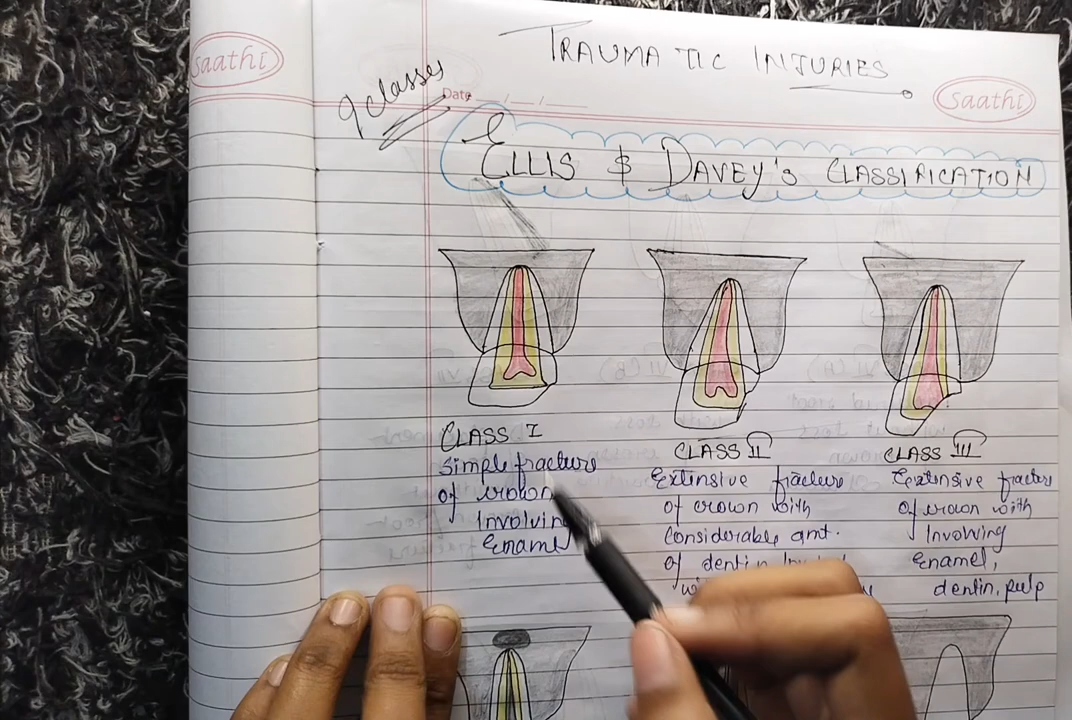 TRAUMATIC INJURIES
Saathi
Saathi
9 classes
Date
ELLIS & DAVEY'S CLASSIFICATION
CLASS I
Simple fracture
of crown
Involving
Enamel
CLASS II
Extensive fracture
of crown with
Considerable amt.
of dentin
CLASS III
Extensive fracture
of crown with
Involving
Enamel,
dentin, pulp